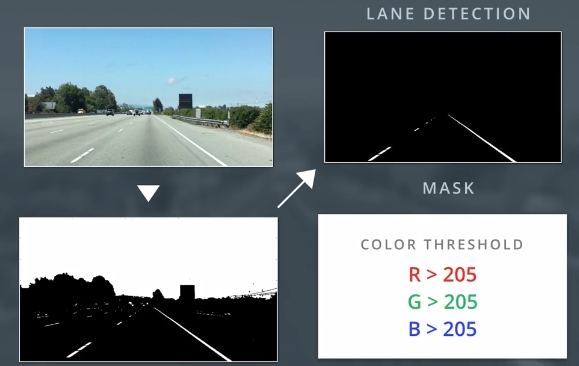 LANE DETECTION
MASK
COLOR THRESHOLD
R > 205
G > 205
B > 205